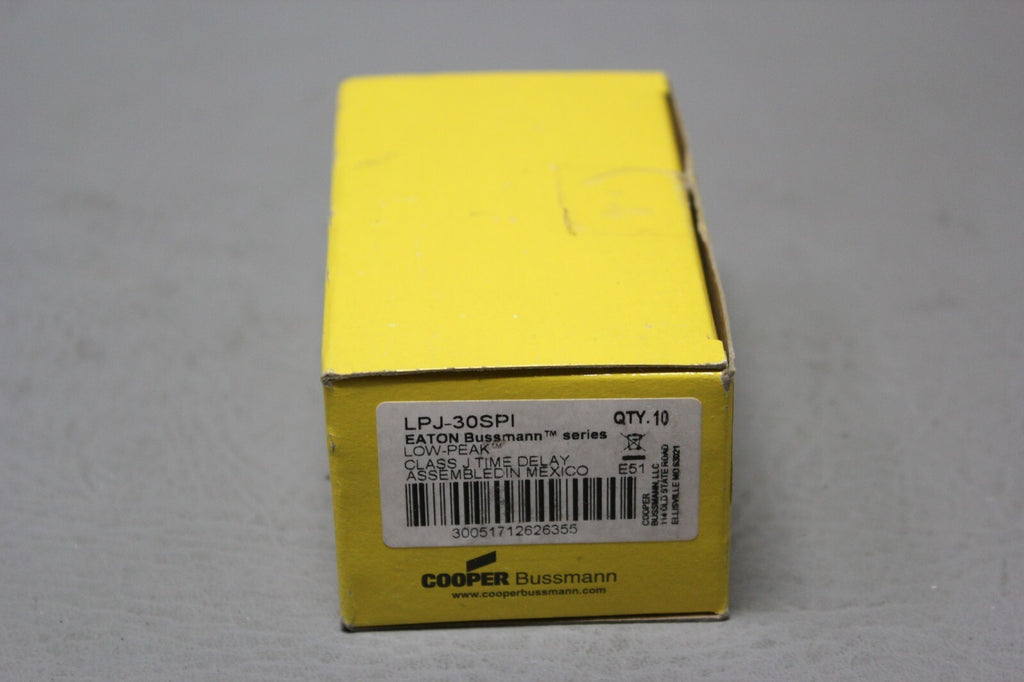 LPJ-30SPI QTY. 10
EATON Bussmann™ series
LOW-PEAK™
CLASS J TIME DELAY
ASSEMBLEDIN MEXICO E51
COOPER
BUSSMANN, LLC
114 OLD STATE ROAD
ELLISVILLE MO 63021
30051712626355
COOPER Bussmann
www.cooperbussmann.com